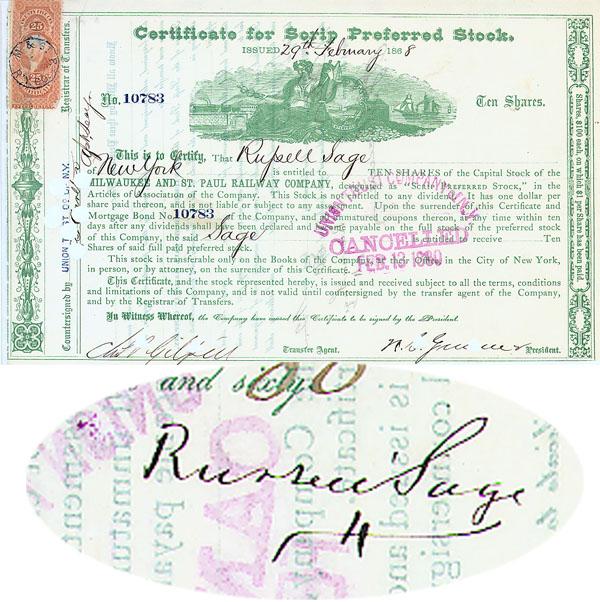 25
Certificate for Scrip Preferred Stock.
ISSUED 29th February 1868
Registrar of Transfers.
No. 10783
Ten Shares.
This is to Certify, That Russell Sage
of New York is entitled to TEN SHARES of the Capital Stock of the
MILWAUKEE AND ST. PAUL RAILWAY COMPANY, designated as "SCRIP PREFERRED STOCK," in the
Articles of Association of the Company. This Stock is not entitled to any dividend of less than one dollar per
share paid thereon, and is not liable or subject to any assessment. Upon the surrender of this Certificate and
Mortgage Bond No. 10783 of the Company, and unmatured coupons thereon, at any time within ten
days after any dividends shall have been declared and made payable on full stock of the preferred stock
of this Company, the said Sage is entitled to receive Ten
Shares of said full paid preferred stock.
This stock is transferable only on the Books of the Company, at their Office in the City of New York,
in person, or by attorney, on the surrender of this Certificate.
This Certificate, and the stock represented hereby, is issued and received subject to all the terms, conditions
and limitations of this Company, and is not valid until countersigned by the transfer agent of the Company,
and by the Registrar of Transfers.
In Witness Whereof, the Company have caused this Certificate to be signed by the President.
Transfer Agent.
President.
Countersigned by UNION
N.Y.
Shares, $100 each, on which $ per Share has been paid.
UNION TRUST COMPANY
CANCELLED
FEB 13 1880
and sixty
Russell Sage